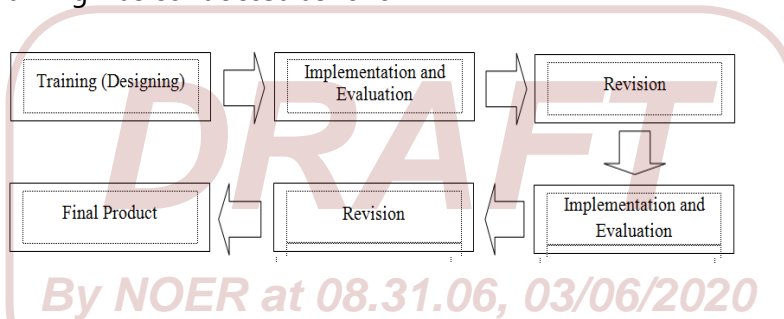 Training (Designing)
Implementation and
Evaluation
Revision
Implementation and
Evaluation
Revision
Final Product
DRAFT
By NOER at 08.31.06, 03/06/2020